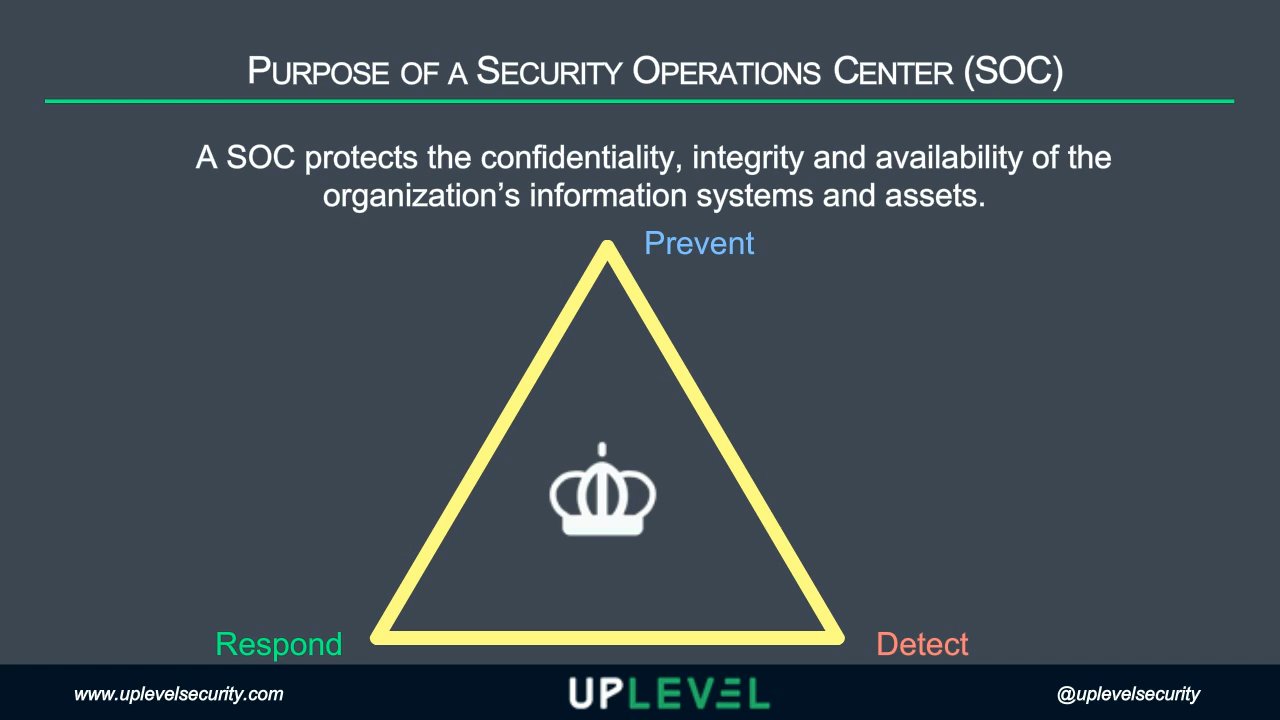 PURPOSE OF A SECURITY OPERATIONS CENTER (SOC)
A SOC protects the confidentiality, integrity and availability of the
organization’s information systems and assets.
Prevent
Respond
Detect
www.uplevelsecurity.com
UPLEVEL
@uplevelsecurity